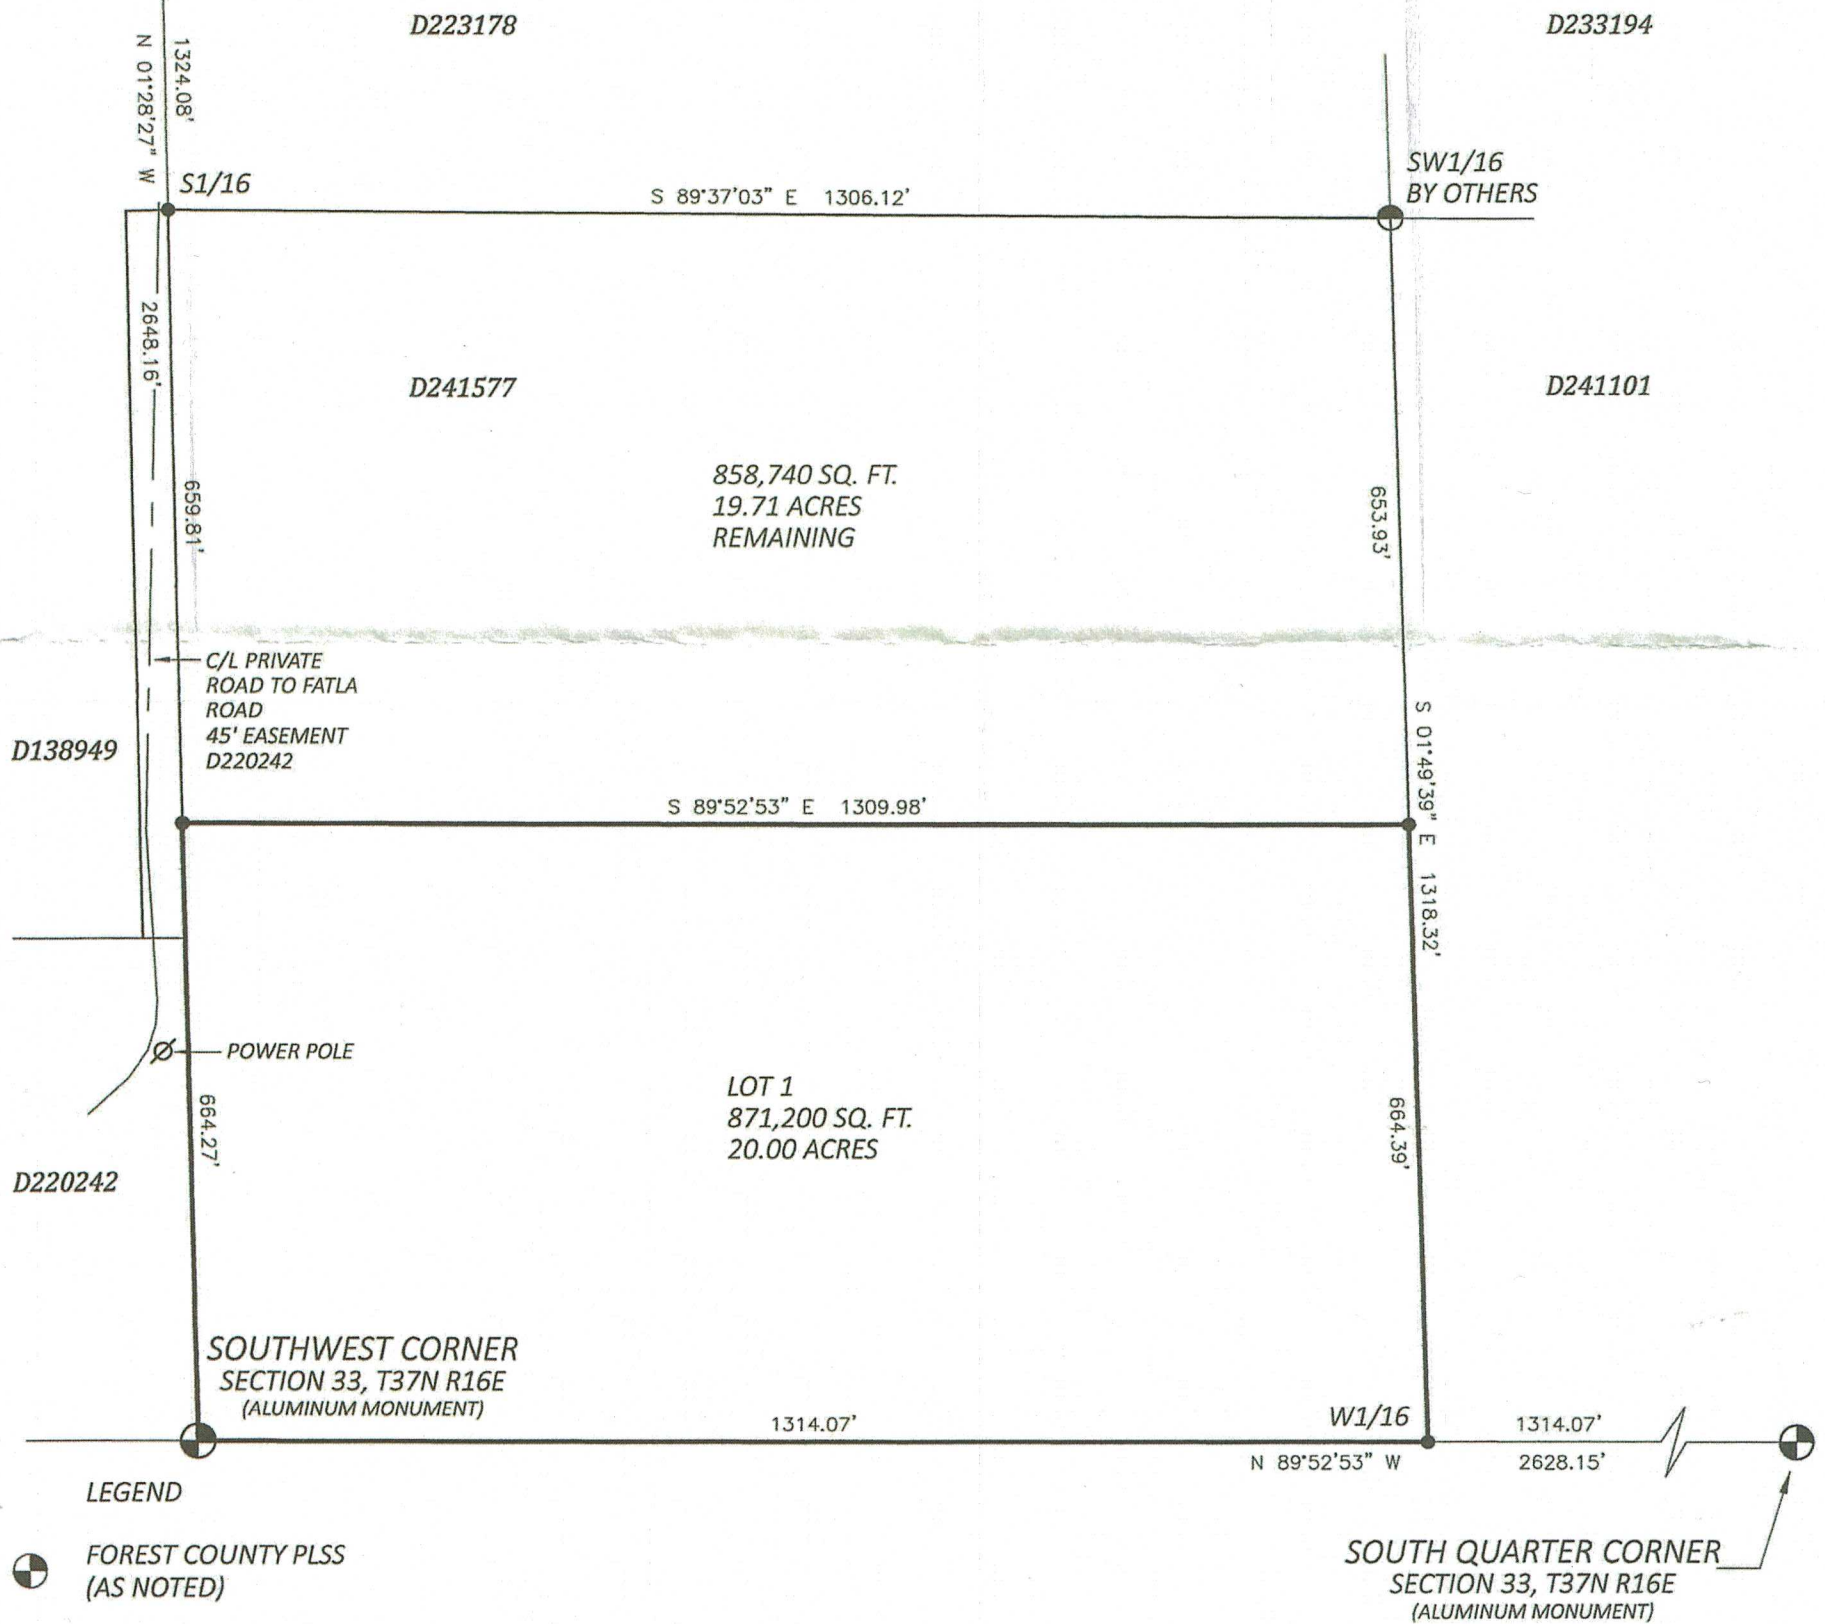 D223178
D233194
1324.08'
N 01°28'27" W
S1/16
S 89°37'03" E 1306.12'
SW1/16
BY OTHERS
2648.16'
D241577
D241101
858,740 SQ. FT.
19.71 ACRES
REMAINING
659.81'
653.93'
C/L PRIVATE
ROAD TO FATLA
ROAD
45' EASEMENT
D220242
D138949
S 89°52'53" E 1309.98'
S 01°49'39" E 1318.32'
POWER POLE
LOT 1
871,200 SQ. FT.
20.00 ACRES
664.27'
664.39'
D220242
SOUTHWEST CORNER
SECTION 33, T37N R16E
(ALUMINUM MONUMENT)
1314.07'
W1/16
1314.07'
N 89°52'53" W
2628.15'
LEGEND
FOREST COUNTY PLSS
(AS NOTED)
SOUTH QUARTER CORNER
SECTION 33, T37N R16E
(ALUMINUM MONUMENT)